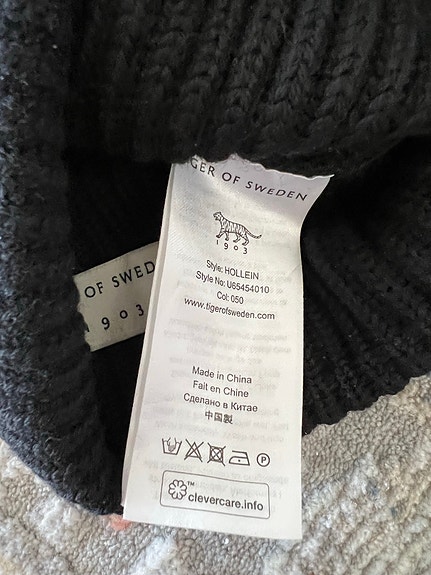 GER OF SWEDEN
1903
Style: HOLLEIN
Style No: U65454010
Col: 050
www.tigerofsweden.com
Made in China
Fait en Chine
Сделано в Китае
中国製
P
TM
clevercare.info
OF SWED
903